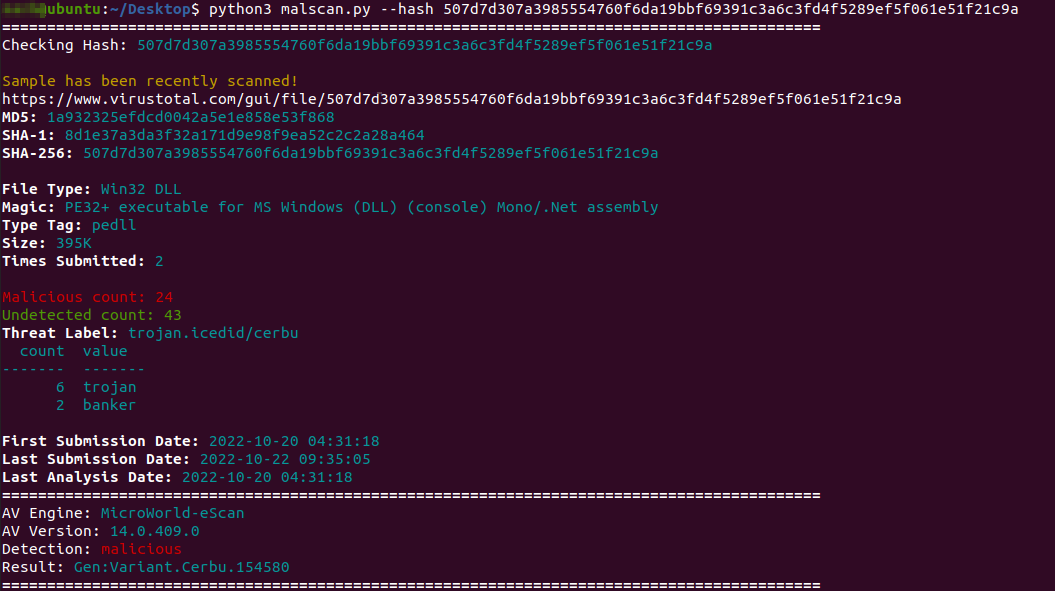 ubuntu:~/Desktop$ python3 malscan.py --hash 507d7d307a3985554760f6da19bbf69391c3a6c3fd4f5289ef5f061e51f21c9a
===========================================================================================
Checking Hash: 507d7d307a3985554760f6da19bbf69391c3a6c3fd4f5289ef5f061e51f21c9a
Sample has been recently scanned!
https://www.virustotal.com/gui/file/507d7d307a3985554760f6da19bbf69391c3a6c3fd4f5289ef5f061e51f21c9a
MD5: 1a932325efdcd0042a5e1e858e53f868
SHA-1: 8d1e37a3da3f32a171d9e98f9ea52c2c2a28a464
SHA-256: 507d7d307a3985554760f6da19bbf69391c3a6c3fd4f5289ef5f061e51f21c9a
File Type: Win32 DLL
Magic: PE32+ executable for MS Windows (DLL) (console) Mono/.Net assembly
Type Tag: pedll
Size: 395K
Times Submitted: 2
Malicious count: 24
Undetected count: 43
Threat Label: trojan.icedid/cerbu
count value
------- -------
6 trojan
2 banker
First Submission Date: 2022-10-20 04:31:18
Last Submission Date: 2022-10-22 09:35:05
Last Analysis Date: 2022-10-20 04:31:18
===========================================================================================
AV Engine: MicroWorld-eScan
AV Version: 14.0.409.0
Detection: malicious
Result: Gen:Variant.Cerbu.154580
===========================================================================================